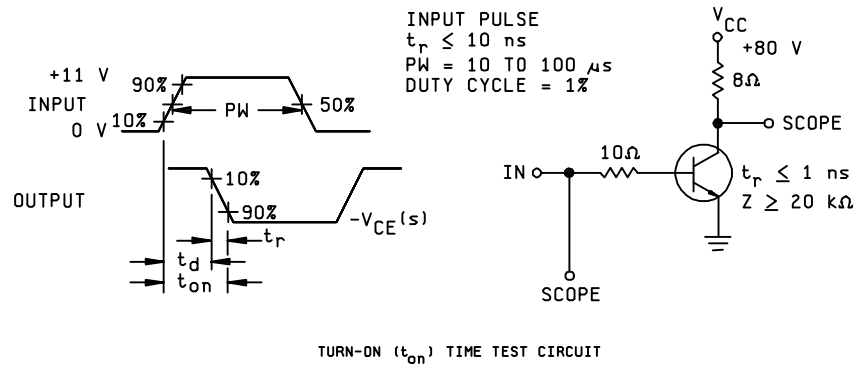 INPUT PULSE
t_r ≤ 10 ns
PW = 10 TO 100 µs
DUTY CYCLE = 1%
V_CC
+80 V
8Ω
SCOPE
10Ω
IN
t_r ≤ 1 ns
Z ≥ 20 kΩ
SCOPE
+11 V
90%
INPUT
PW
50%
0 V
10%
OUTPUT
10%
90%
-V_CE(s)
t_r
t_d
t_on
TURN-ON (t_on) TIME TEST CIRCUIT